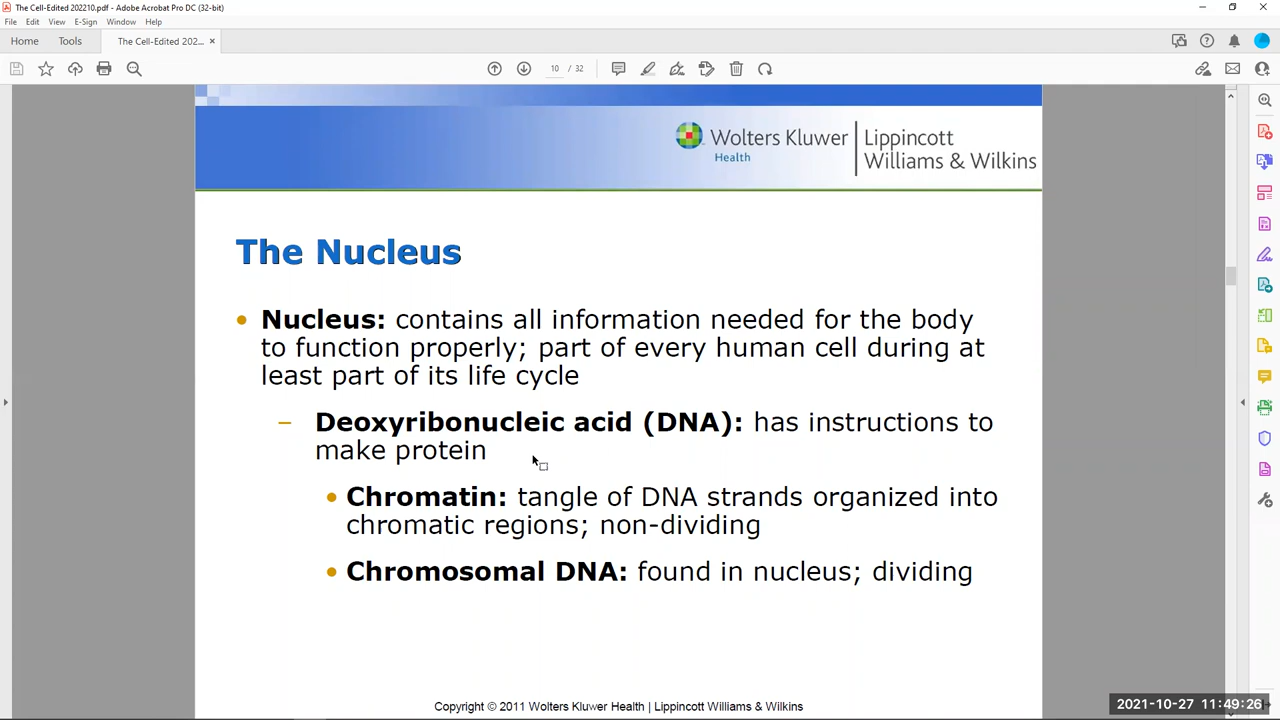 The Cell-Edited 202210.pdf - Adobe Acrobat Pro DC (32-bit)
File Edit View E-Sign Window Help
Home Tools The Cell-Edited 202... ×
10 / 32
Wolters Kluwer
Health
Lippincott
Williams & Wilkins
The Nucleus
• Nucleus: contains all information needed for the body
to function properly; part of every human cell during at
least part of its life cycle
– Deoxyribonucleic acid (DNA): has instructions to
make protein
• Chromatin: tangle of DNA strands organized into
chromatic regions; non-dividing
• Chromosomal DNA: found in nucleus; dividing
Copyright © 2011 Wolters Kluwer Health | Lippincott Williams & Wilkins
2021-10-27 11:49:26